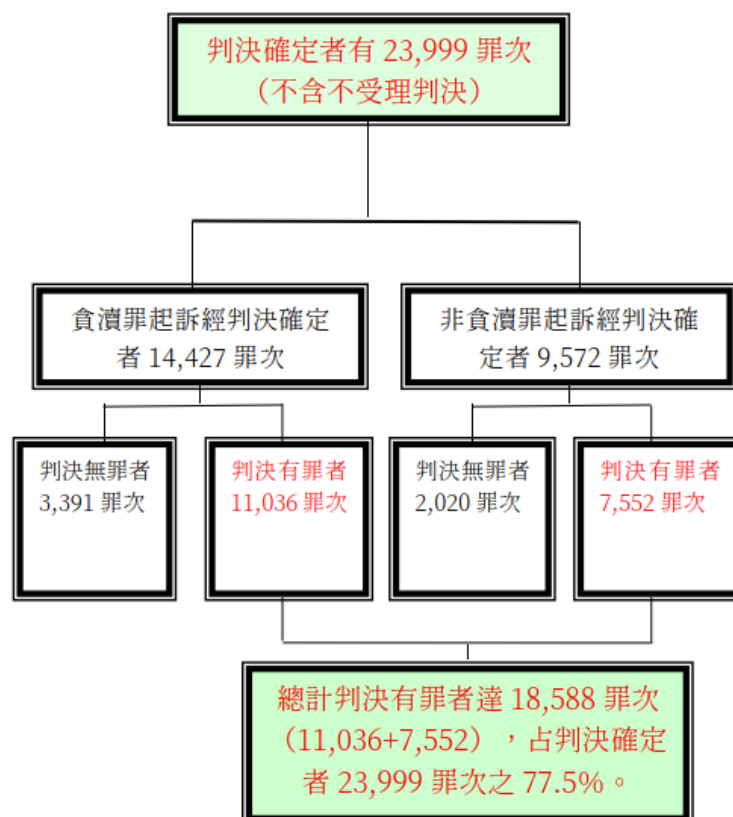 判決確定者有 23,999 罪次
（不含不受理判決）
貪瀆罪起訴經判決確定
者 14,427 罪次
非貪瀆罪起訴經判決確
定者 9,572 罪次
判決無罪者
3,391 罪次
判決有罪者
11,036 罪次
判決無罪者
2,020 罪次
判決有罪者
7,552 罪次
總計判決有罪者達 18,588 罪次
（11,036+7,552），占判決確定
者 23,999 罪次之 77.5%。